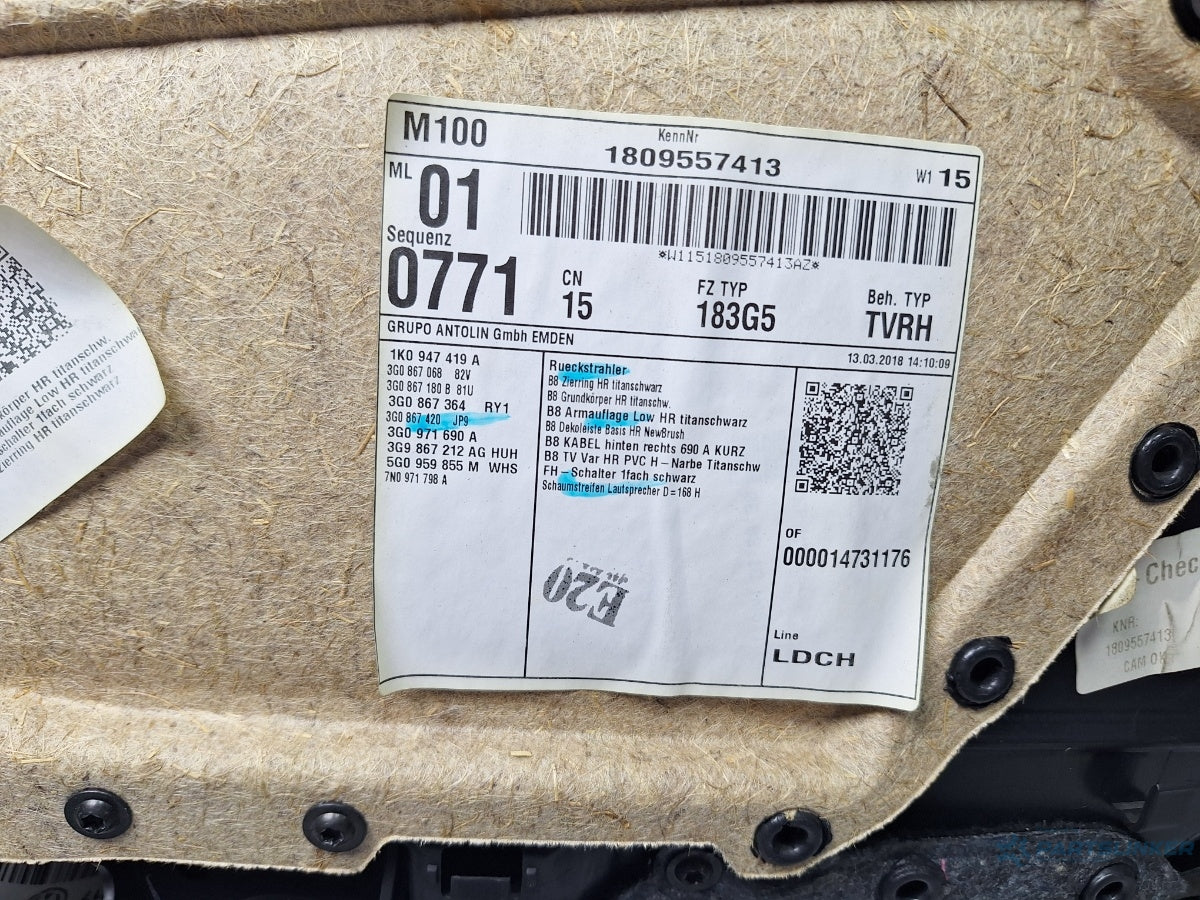 M100
KennNr
1809557413
W1 15
ML 01
*W1151809557413AZ*
Sequenz
0771
CN
15
FZ TYP
183G5
Beh. TYP
TVRH
GRUPO ANTOLIN Gmbh EMDEN
13.03.2018 14:10:09
1K0 947 419 A
3G0 867 068 82V
3G0 867 180 B 81U
3G0 867 364 RY1
3G0 867 420 JP9
3G0 971 690 A
3G9 867 212 AG HUH
5G0 959 855 M WHS
7N0 971 798 A
Rueckstrahler
B8 Zierring HR titanschwarz
B8 Grundkörper HR titanschw.
B8 Armauflage Low HR titanschwarz
B8 Dekoleiste Basis HR NewBrush
B8 KABEL hinten rechts 690 A KURZ
B8 TV Var HR PVC H - Narbe Titanschw
FH - Schalter 1fach schwarz
Schaumstreifen Lautsprecher D=168 H
OF
000014731176
Line
LDCH
E20
körper HR titanschw.
auflage Low HR titanschwa
schalter 1fach schwarz
Zierring HR titanschwarz
Chec
KNR:
1809557413
CAM OK